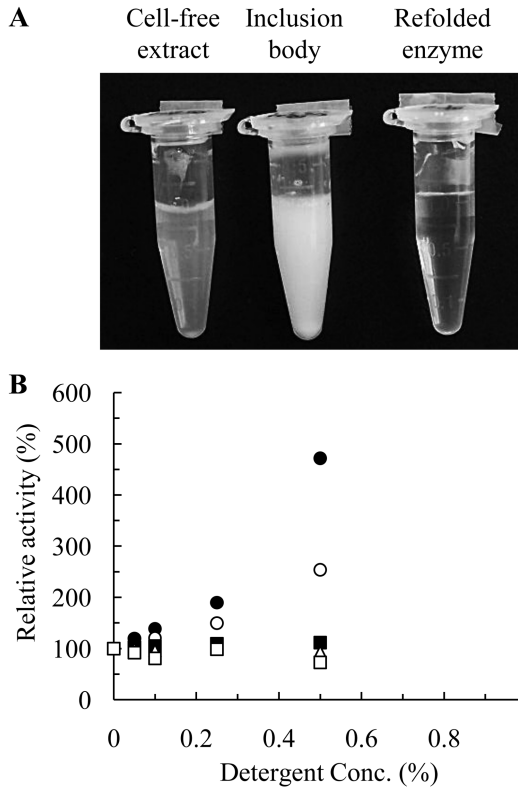 A
Cell-free extract
Inclusion body
Refolded enzyme
B
600
500
400
300
200
100
0
Relative activity (%)
0 0.2 0.4 0.6 0.8
Detergent Conc. (%)